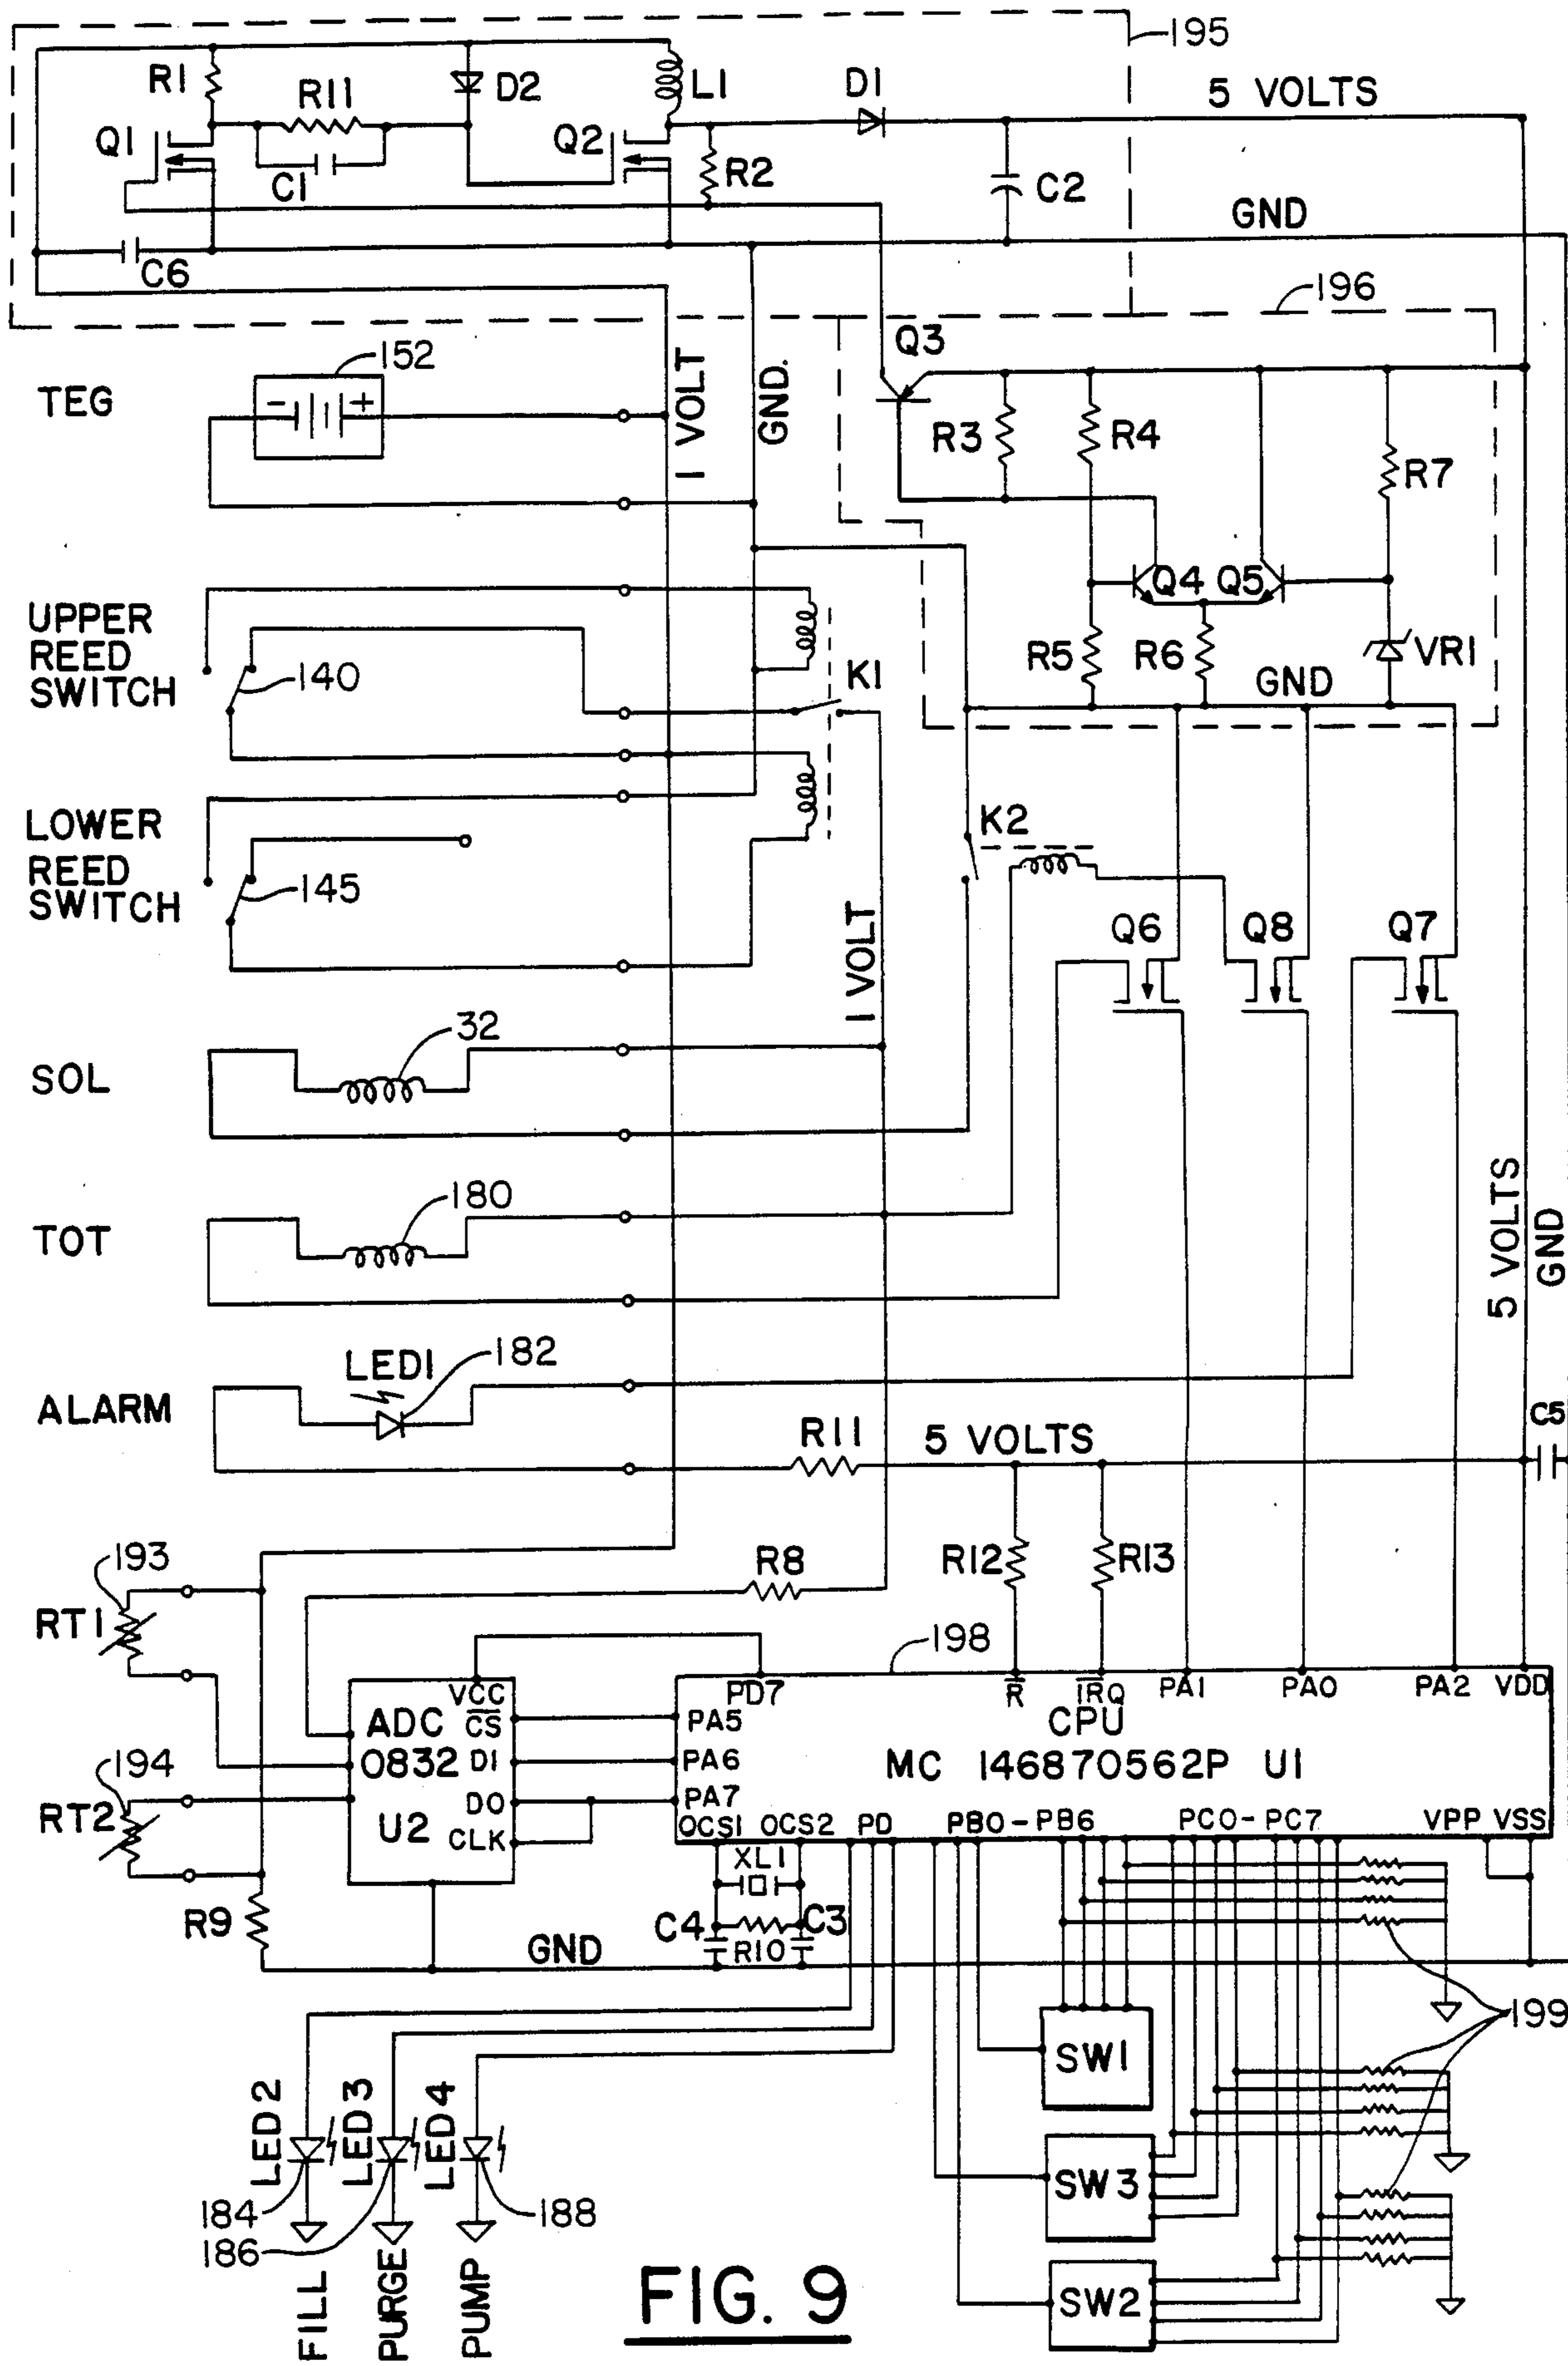 195
R1
R11
D2
L1
D1
5 VOLTS
Q1
Q2
C1
R2
C2
GND
C6
196
152
TEG
- +
1 VOLT
GND.
Q3
R3
R4
R7
Q4 Q5
UPPER
REED
SWITCH
140
K1
R5
R6
VR1
GND
LOWER
REED
SWITCH
145
K2
1 VOLT
Q6
Q8
Q7
32
SOL
180
TOT
5 VOLTS
GND
LED1
182
ALARM
R11
5 VOLTS
C5
193
RT1
R8
R12
R13
198
VCC
PD7
R
IRQ
PA1
PA0
PA2
VDD
ADC
CS
PA5
CPU
0832
DI
PA6
MC 146870562P U1
194
RT2
DO
PA7
U2
CLK
OCS1
OCS2
PD
PB0-PB6
PC0-PC7
VPP
VSS
XL1
R9
C4
C3
R10
GND
199
SW1
LED2
LED3
LED4
SW3
184
186
188
SW2
FILL
PURGE
PUMP
FIG. 9